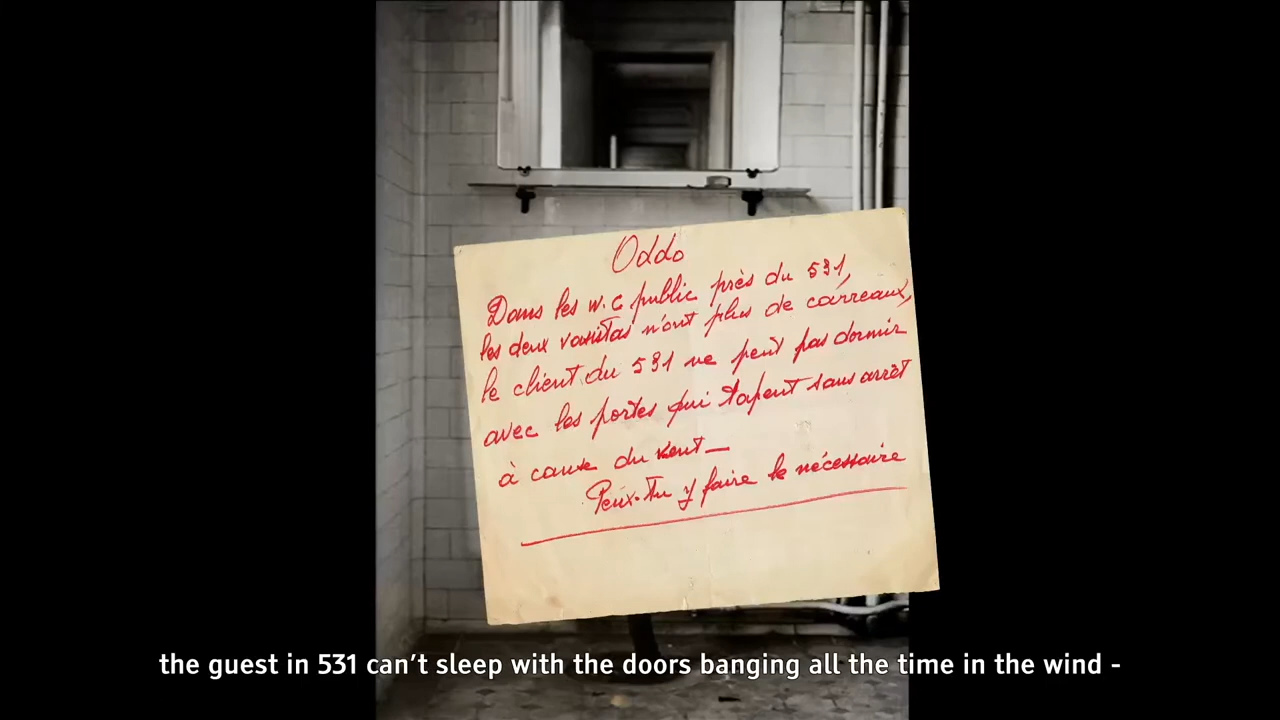 Oddo
Dans les w.c public près du 531,
les deux vasistas n'ont plus de carreaux,
le client du 531 ne peut pas dormir
avec les portes qui tapent sans arrêt
à cause du vent_
Peux-tu y faire le nécessaire
the guest in 531 can't sleep with the doors banging all the time in the wind -